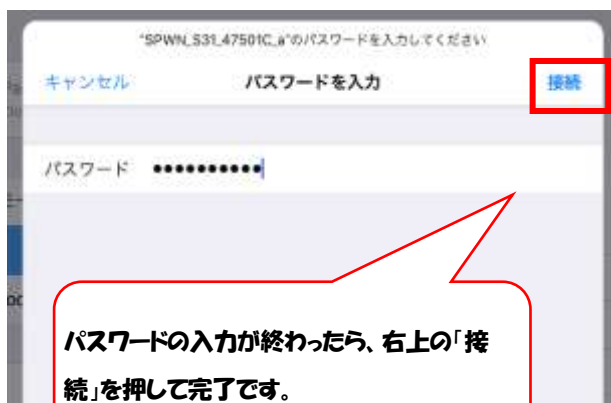 "SPWN_S31_47501C_a"のパスワードを入力してください
キャンセル パスワードを入力 接続
パスワード ●●●●●●●●●●
パスワードの入力が終わったら、右上の「接
続」を押して完了です。